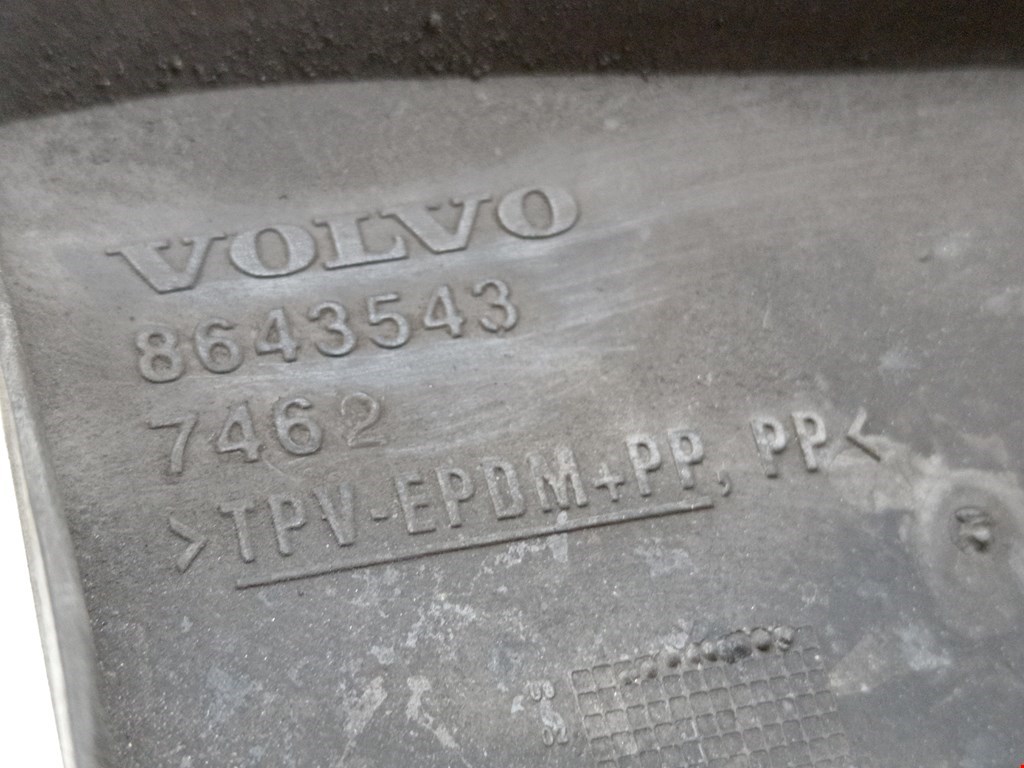 VOLVO
8643543
7462
>TPV-EPDM+PP, PP<